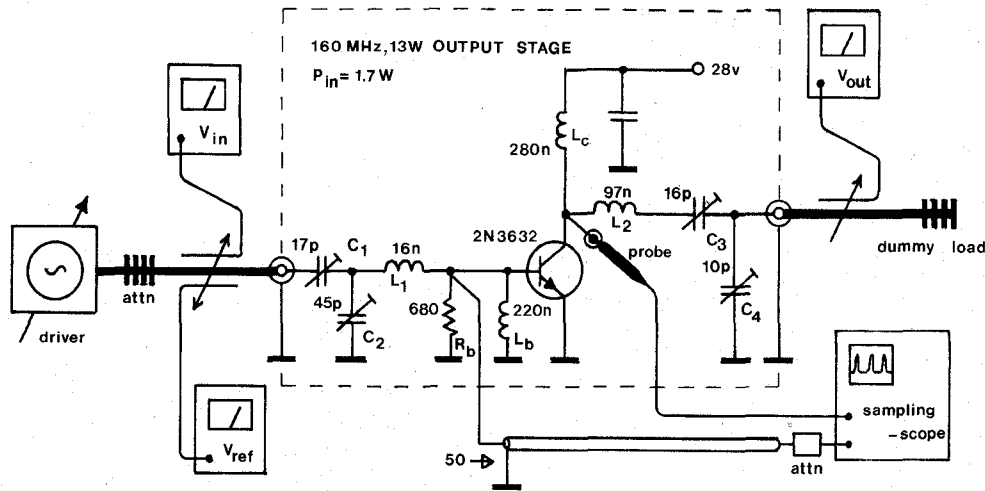 160 MHz, 13W OUTPUT STAGE
Pin = 1.7 W
28v
Vin
Vout
Lc
280n
97n
L2
16p
C3
2N3632
probe
dummy load
17p
C1
16n
L1
attn
driver
45p
C2
680
Rb
220n
Lb
10p
C4
Vref
sampling
-scope
50
attn